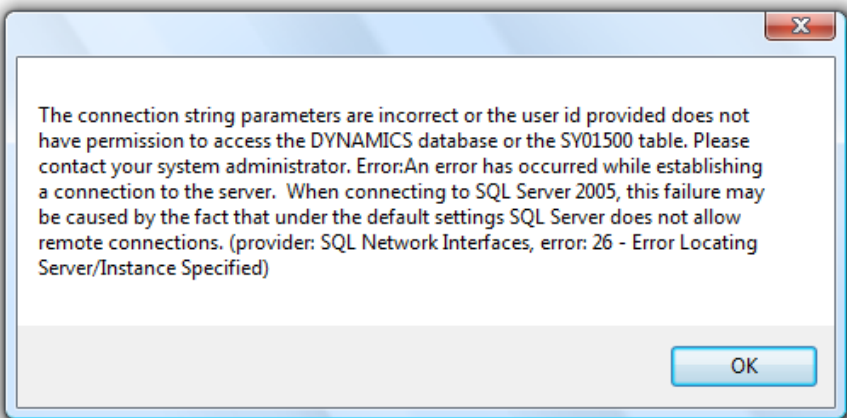 The connection string parameters are incorrect or the user id provided does not
have permission to access the DYNAMICS database or the SY01500 table. Please
contact your system administrator. Error:An error has occurred while establishing
a connection to the server.  When connecting to SQL Server 2005, this failure may
be caused by the fact that under the default settings SQL Server does not allow
remote connections. (provider: SQL Network Interfaces, error: 26 - Error Locating
Server/Instance Specified)
OK